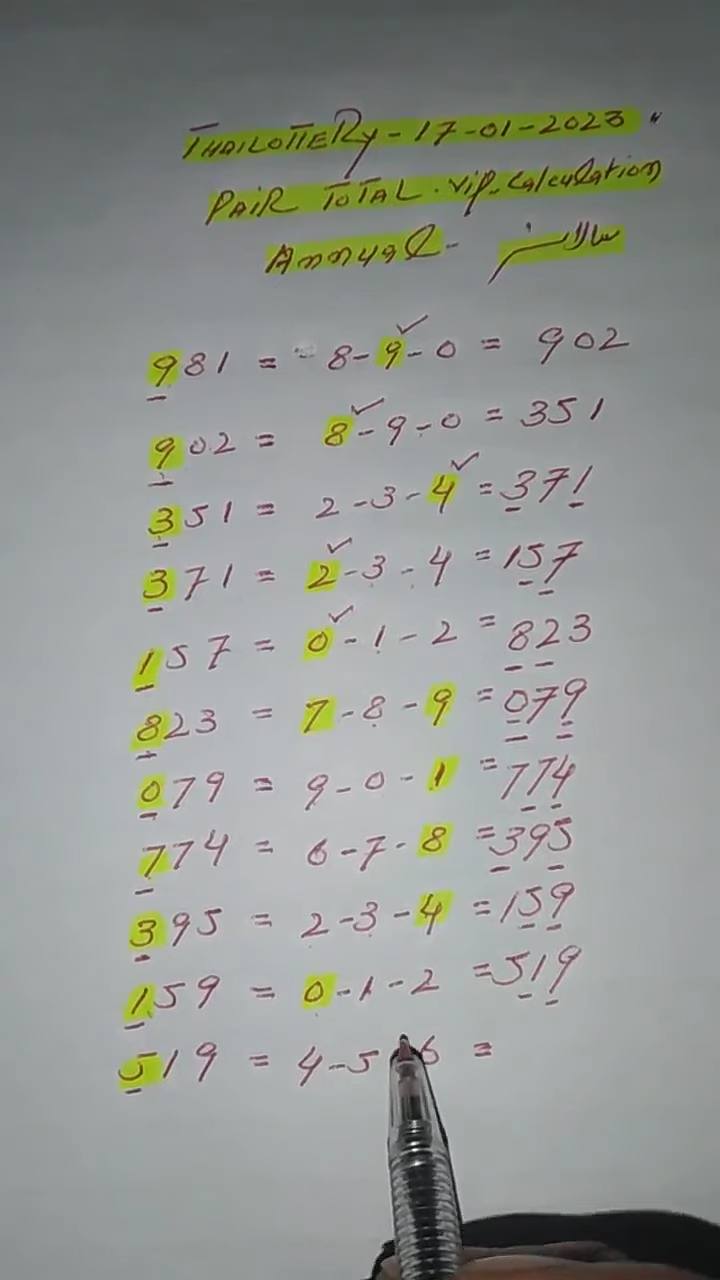 THAILOTTERY - 17-01-2023 "
PAIR TOTAL. vip. calculation
Annual - سالانہ
981 = 8-9-0 = 902
902 = 8-9-0 = 351
351 = 2-3-4 = 371
371 = 2-3-4 = 157
157 = 0-1-2 = 823
823 = 7-8-9 = 079
079 = 9-0-1 = 774
774 = 6-7-8 = 395
395 = 2-3-4 = 159
159 = 0-1-2 = 519
519 = 4-5-6 =